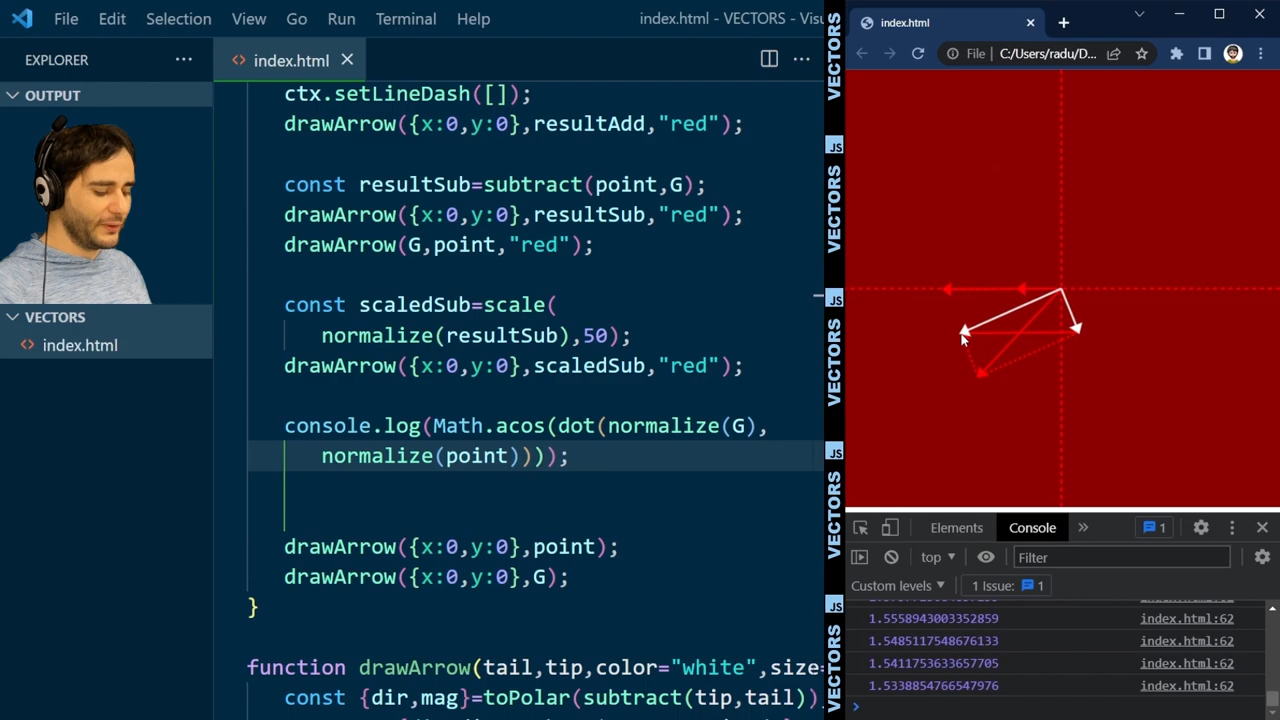 File Edit Selection View Go Run Terminal Help index.html - VECTORS - Visu
EXPLORER
OUTPUT
VECTORS
index.html
index.html
ctx.setLineDash([]);
drawArrow({x:0,y:0},resultAdd,"red");
const resultSub=subtract(point,G);
drawArrow({x:0,y:0},resultSub,"red");
drawArrow(G,point,"red");
const scaledSub=scale(
normalize(resultSub),50);
drawArrow({x:0,y:0},scaledSub,"red");
console.log(Math.acos(dot(normalize(G),
normalize(point))));
drawArrow({x:0,y:0},point);
drawArrow({x:0,y:0},G);
}
function drawArrow(tail,tip,color="white",size=
const {dir,mag}=toPolar(subtract(tip,tail))
VECTORS
JS
VECTORS
JS
VECTORS
JS
VECTORS
JS
VECTORS
index.html
File C:/Users/radu/D...
Elements Console 1
top Filter
Custom levels 1 Issue: 1
1.5558943003352859 index.html:62
1.5485117548676133 index.html:62
1.5411753633657705 index.html:62
1.5338854766547976 index.html:62